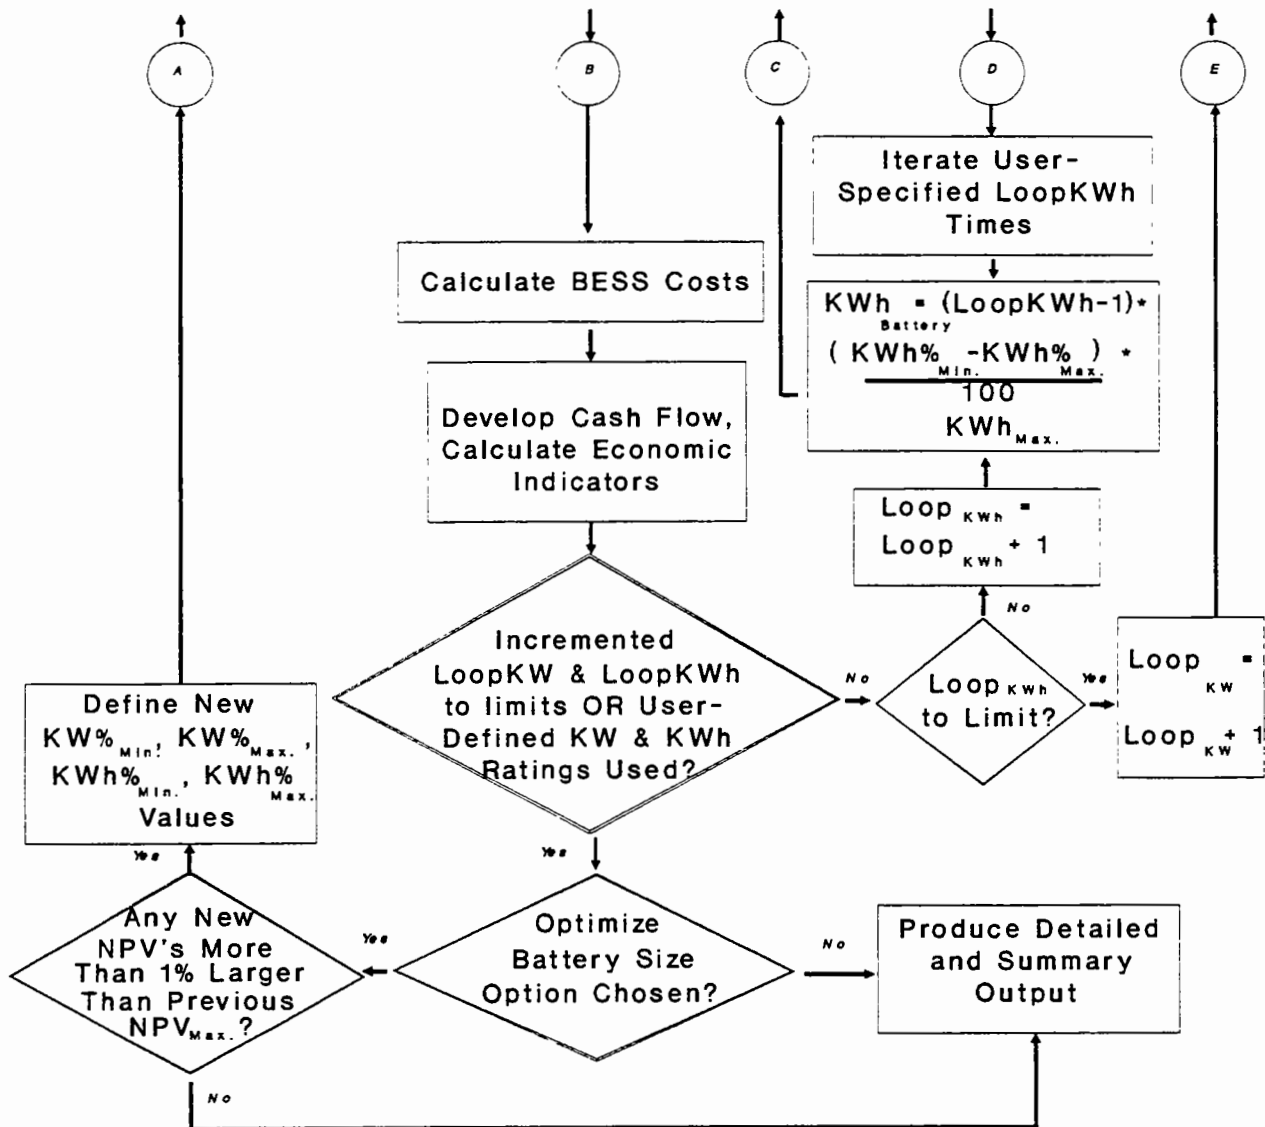 A
B
C
D
E
Iterate User-
Specified LoopKWh
Times
Calculate BESS Costs
KWh Battery = (LoopKWh-1)*
( KWh% Min. -KWh% Max. ) *
100
KWh Max.
Develop Cash Flow,
Calculate Economic
Indicators
Loop KWh =
Loop KWh + 1
No
Incremented
LoopKW & LoopKWh
to limits OR User-
Defined KW & KWh
Ratings Used?
No
Loop KWh
to Limit?
Yes
Loop KW =
Loop KW + 1
Define New
KW% Min., KW% Max.,
KWh% Min., KWh% Max.
Values
Yes
Yes
Any New
NPV's More
Than 1% Larger
Than Previous
NPV Max. ?
Yes
Optimize
Battery Size
Option Chosen?
No
Produce Detailed
and Summary
Output
No